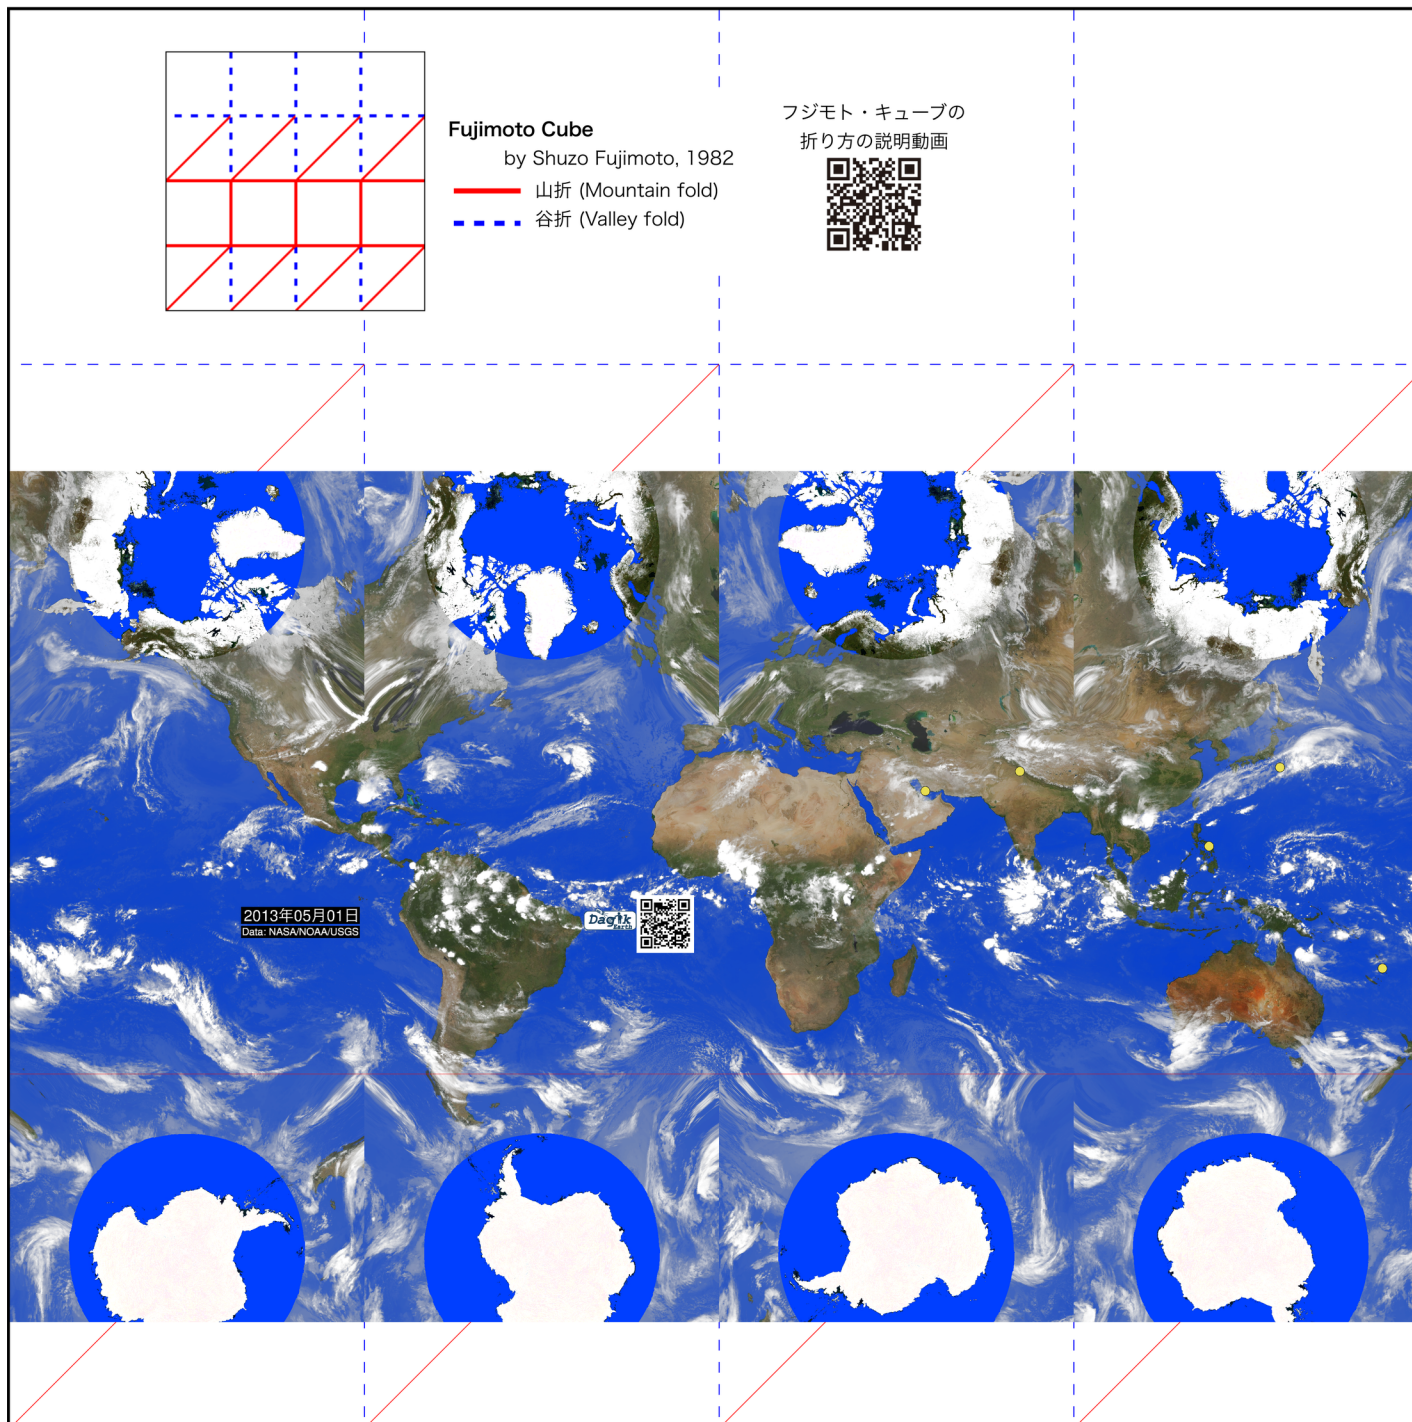 Fujimoto Cube
by Shuzo Fujimoto, 1982
山折 (Mountain fold)
谷折 (Valley fold)
フジモト・キューブの
折り方の説明動画
2013年05月01日
Data: NASA/NOAA/USGS
Dagik
Earth